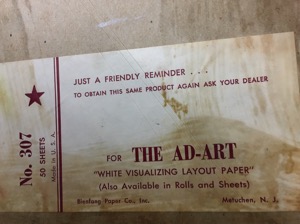 JUST A FRIENDLY REMINDER . . .
TO OBTAIN THIS SAME PRODUCT AGAIN ASK YOUR DEALER
FOR THE AD-ART
"WHITE VISUALIZING LAYOUT PAPER"
(Also Available in Rolls and Sheets)
Bienfang Paper Co., Inc. Metuchen, N. J.
No. 307
50 SHEETS
Made in U. S. A.